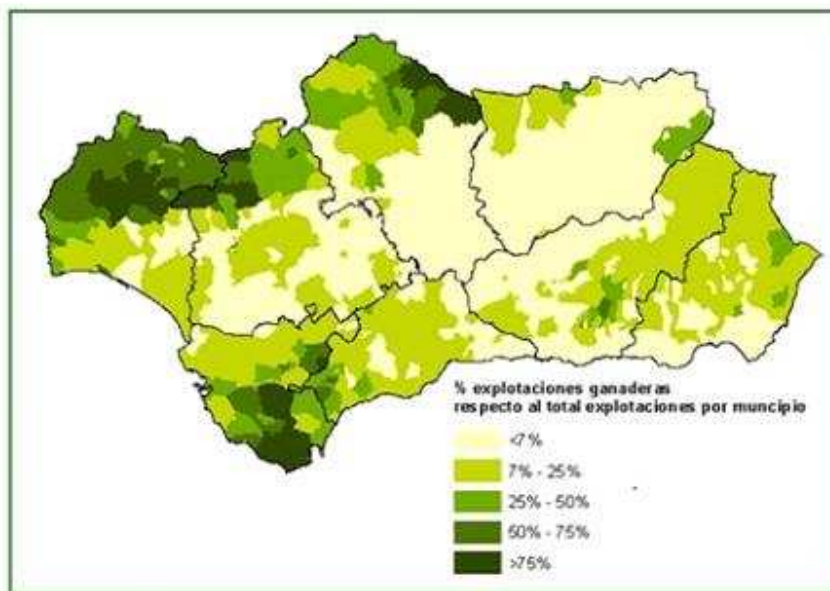 % explotaciones ganaderas
respecto al total explotaciones por muncipio
<7%
7% - 25%
25% - 50%
50% - 75%
>75%